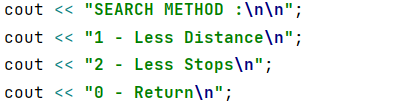 cout << "SEARCH METHOD :\n\n";
cout << "1 - Less Distance\n";
cout << "2 - Less Stops\n";
cout << "0 - Return\n";